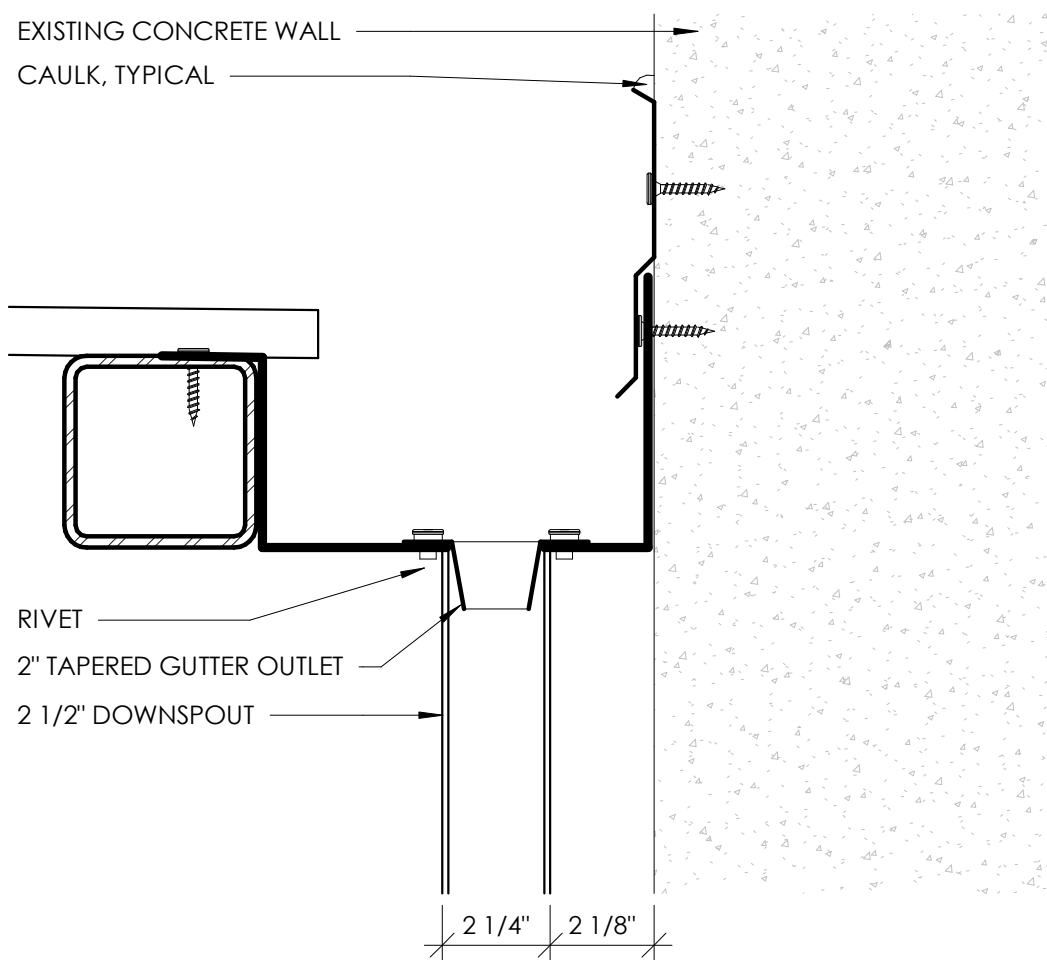 EXISTING CONCRETE WALL
CAULK, TYPICAL
RIVET
2" TAPERED GUTTER OUTLET
2 1/2" DOWNSPOUT
2 1/4" 2 1/8"